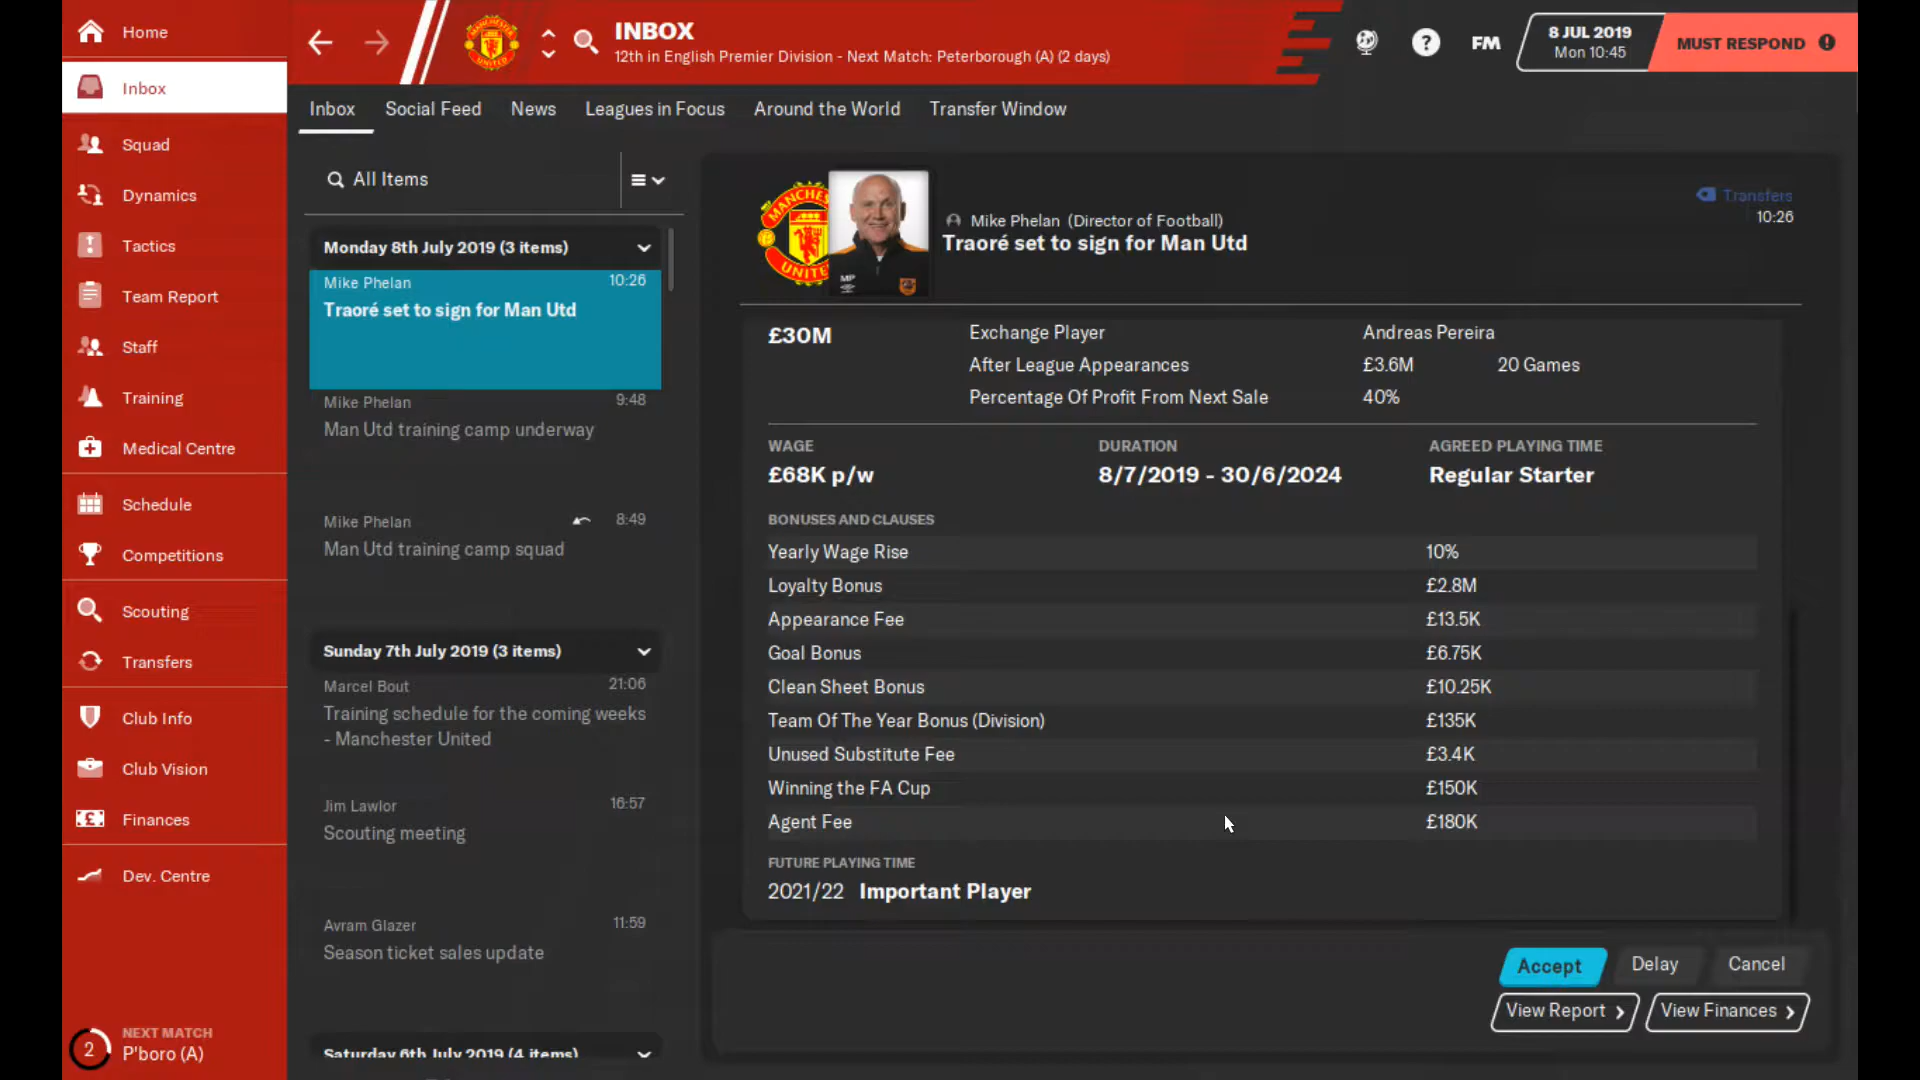 Home
Inbox
Squad
Dynamics
Tactics
Team Report
Staff
Training
Medical Centre
Schedule
Competitions
Scouting
Transfers
Club Info
Club Vision
Finances
Dev. Centre
2
NEXT MATCH
P'boro (A)
INBOX
12th in English Premier Division - Next Match: Peterborough (A) (2 days)
?
FM
8 JUL 2019
Mon 10:45
MUST RESPOND
Inbox
Social Feed
News
Leagues in Focus
Around the World
Transfer Window
All Items
Monday 8th July 2019 (3 items)
Mike Phelan 10:26
Traoré set to sign for Man Utd
Mike Phelan 9:48
Man Utd training camp underway
Mike Phelan 8:49
Man Utd training camp squad
Sunday 7th July 2019 (3 items)
Marcel Bout 21:06
Training schedule for the coming weeks
- Manchester United
Jim Lawlor 16:57
Scouting meeting
Avram Glazer 11:59
Season ticket sales update
Saturday 6th July 2019 (4 items)
MANCHESTER
UNITED
MP
Mike Phelan (Director of Football)
Traoré set to sign for Man Utd
Transfers
10:26
£30M
Exchange Player Andreas Pereira
After League Appearances £3.6M 20 Games
Percentage Of Profit From Next Sale 40%
WAGE DURATION AGREED PLAYING TIME
£68K p/w 8/7/2019 - 30/6/2024 Regular Starter
BONUSES AND CLAUSES
Yearly Wage Rise 10%
Loyalty Bonus £2.8M
Appearance Fee £13.5K
Goal Bonus £6.75K
Clean Sheet Bonus £10.25K
Team Of The Year Bonus (Division) £135K
Unused Substitute Fee £3.4K
Winning the FA Cup £150K
Agent Fee £180K
FUTURE PLAYING TIME
2021/22 Important Player
Accept
Delay
Cancel
View Report
View Finances